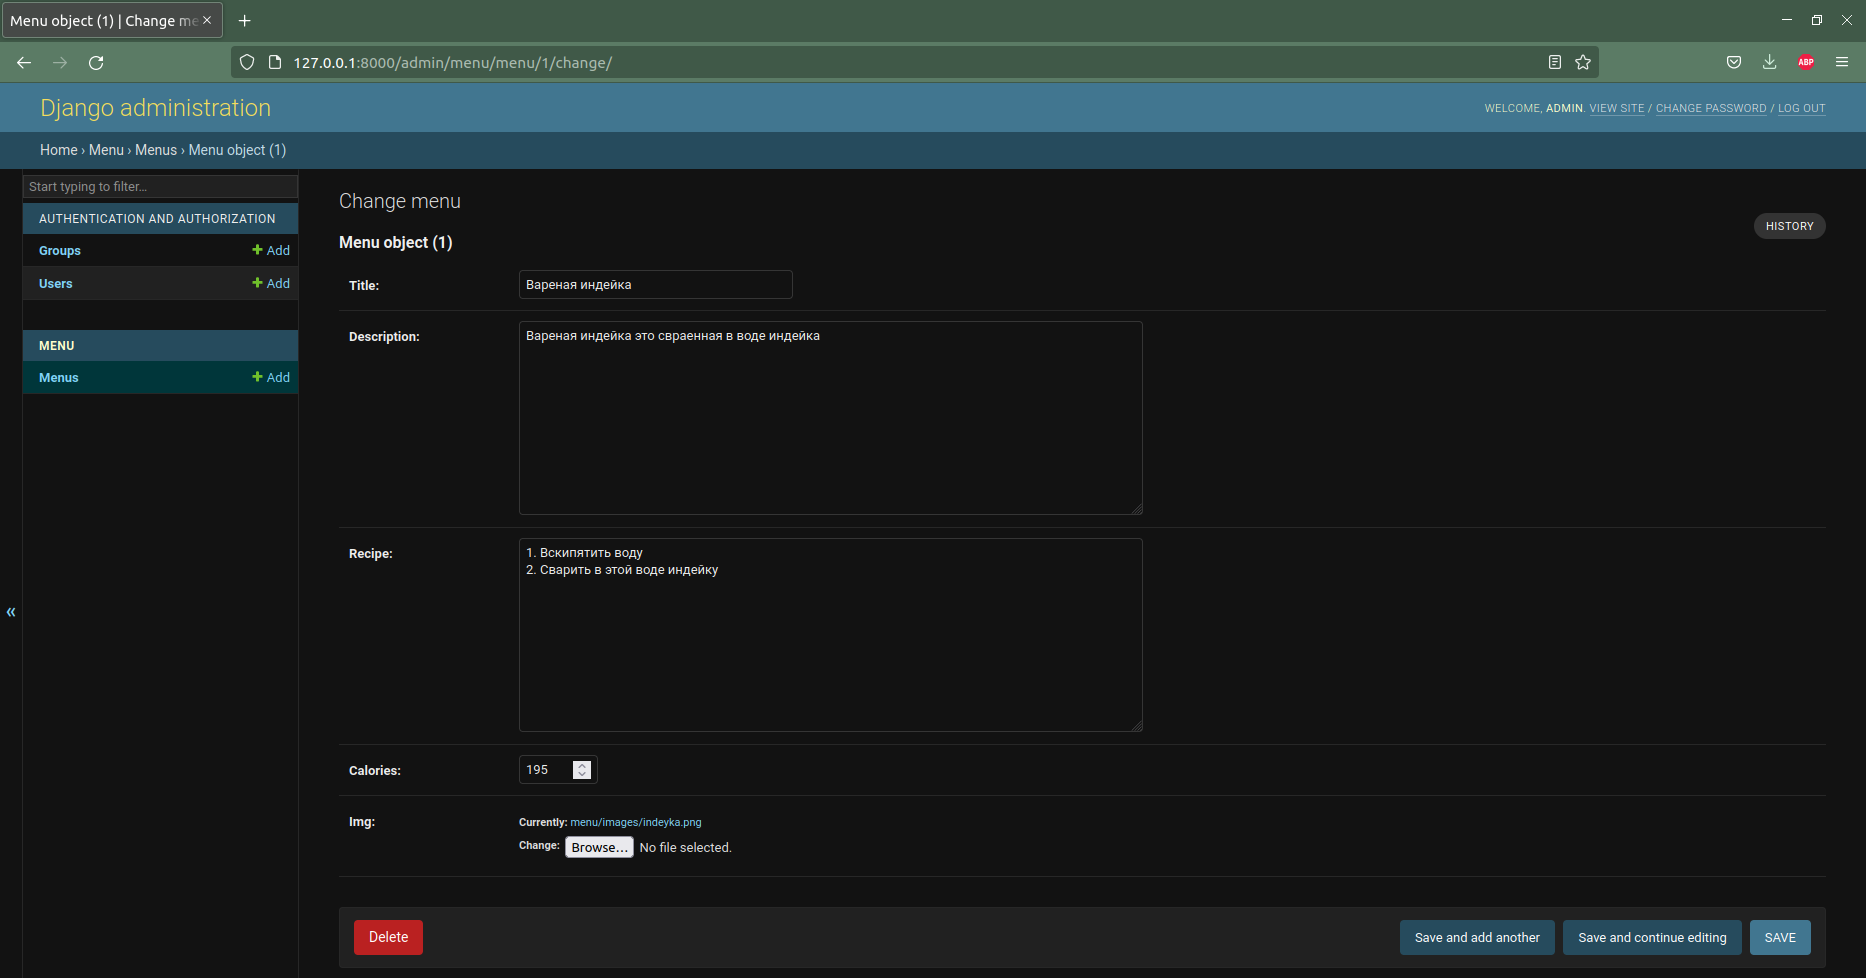 Menu object (1) | Change me
127.0.0.1:8000/admin/menu/menu/1/change/
ABP
Django administration
WELCOME, ADMIN. VIEW SITE / CHANGE PASSWORD / LOG OUT
Home › Menu › Menus › Menu object (1)
Start typing to filter...
AUTHENTICATION AND AUTHORIZATION
Groups + Add
Users + Add
MENU
Menus + Add
«
Change menu
HISTORY
Menu object (1)
Title: Вареная индейка
Description: Вареная индейка это свраенная в воде индейка
Recipe: 1. Вскипятить воду
2. Сварить в этой воде индейку
Calories: 195
Img: Currently: menu/images/indeyka.png
Change: Browse... No file selected.
Delete Save and add another Save and continue editing SAVE